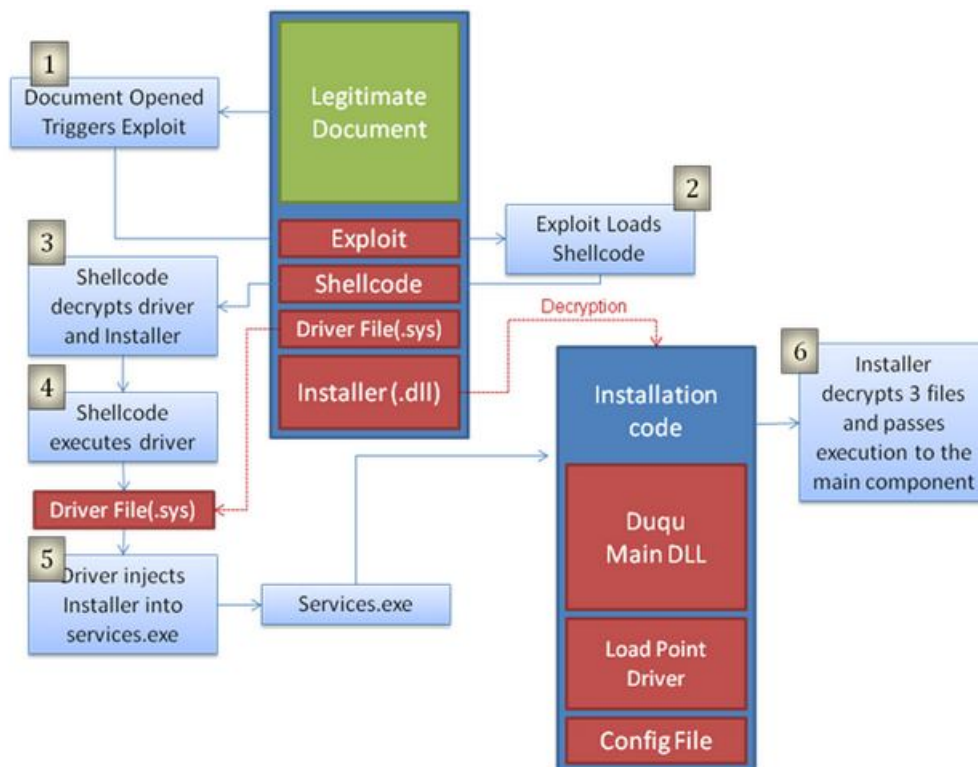 1
Document Opened
Triggers Exploit
Legitimate
Document
2
Exploit Loads
Shellcode
Exploit
3
Shellcode
decrypts driver
and Installer
Shellcode
Driver File(.sys)
Decryption
Installer (.dll)
4
Shellcode
executes driver
Driver File(.sys)
5
Driver injects
Installer into
services.exe
Services.exe
Installation
code
Duqu
Main DLL
Load Point
Driver
Config File
6
Installer
decrypts 3 files
and passes
execution to the
main component